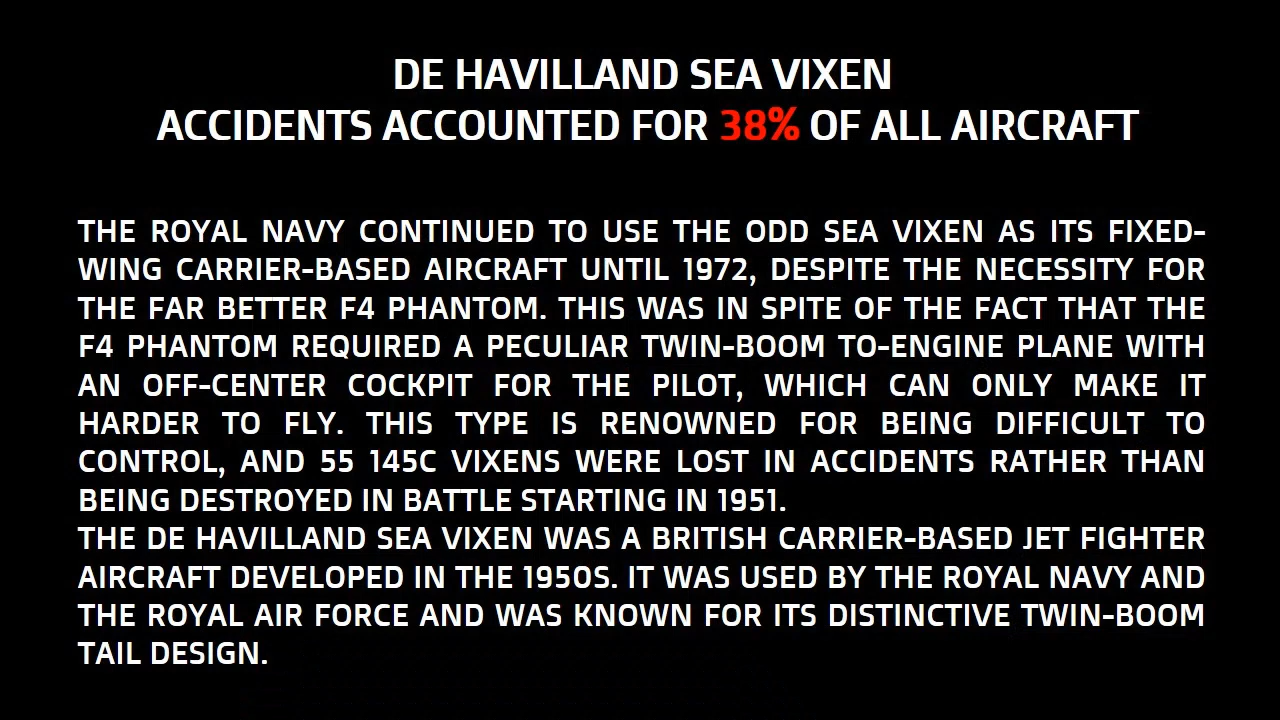 DE HAVILLAND SEA VIXEN
ACCIDENTS ACCOUNTED FOR 38% OF ALL AIRCRAFT
THE ROYAL NAVY CONTINUED TO USE THE ODD SEA VIXEN AS ITS FIXED-
WING CARRIER-BASED AIRCRAFT UNTIL 1972, DESPITE THE NECESSITY FOR
THE FAR BETTER F4 PHANTOM. THIS WAS IN SPITE OF THE FACT THAT THE
F4 PHANTOM REQUIRED A PECULIAR TWIN-BOOM TO-ENGINE PLANE WITH
AN OFF-CENTER COCKPIT FOR THE PILOT, WHICH CAN ONLY MAKE IT
HARDER TO FLY. THIS TYPE IS RENOWNED FOR BEING DIFFICULT TO
CONTROL, AND 55 145C VIXENS WERE LOST IN ACCIDENTS RATHER THAN
BEING DESTROYED IN BATTLE STARTING IN 1951.
THE DE HAVILLAND SEA VIXEN WAS A BRITISH CARRIER-BASED JET FIGHTER
AIRCRAFT DEVELOPED IN THE 1950S. IT WAS USED BY THE ROYAL NAVY AND
THE ROYAL AIR FORCE AND WAS KNOWN FOR ITS DISTINCTIVE TWIN-BOOM
TAIL DESIGN.